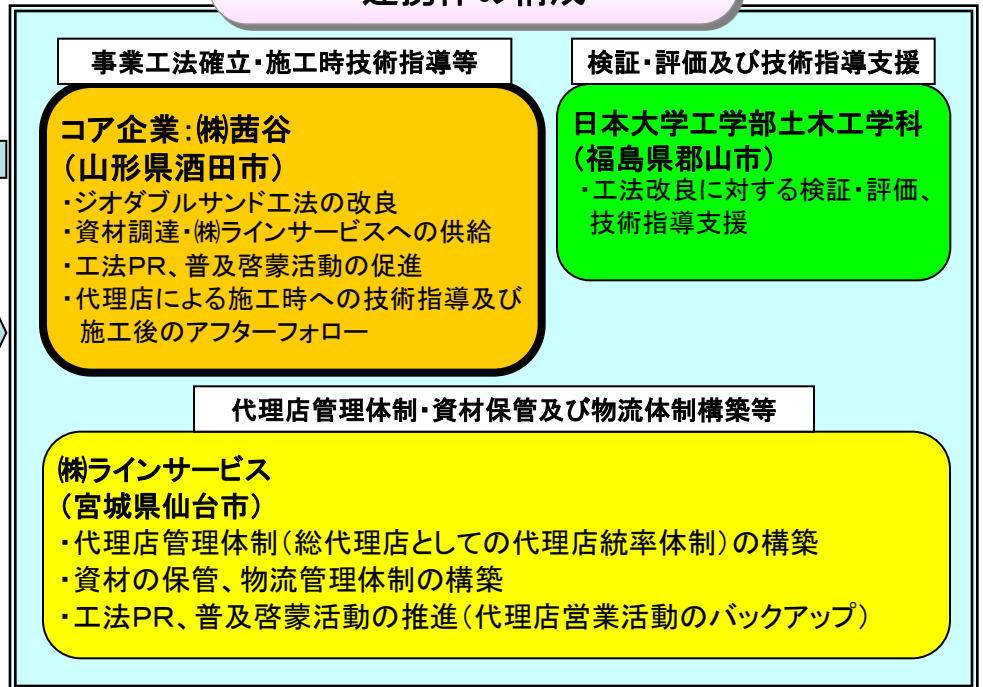 連携体の構成
事業工法確立・施工時技術指導等
コア企業：㈱茜谷
（山形県酒田市）
・ジオダブルサンド工法の改良
・資材調達・㈱ラインサービスへの供給
・工法ＰＲ、普及啓蒙活動の促進
・代理店による施工時への技術指導及び
施工後のアフターフォロー
検証・評価及び技術指導支援
日本大学工学部土木工学科
（福島県郡山市）
・工法改良に対する検証・評価、
技術指導支援
代理店管理体制・資材保管及び物流体制構築等
㈱ラインサービス
（宮城県仙台市）
・代理店管理体制（総代理店としての代理店統率体制）の構築
・資材の保管、物流管理体制の構築
・工法ＰＲ、普及啓蒙活動の推進（代理店営業活動のバックアップ）